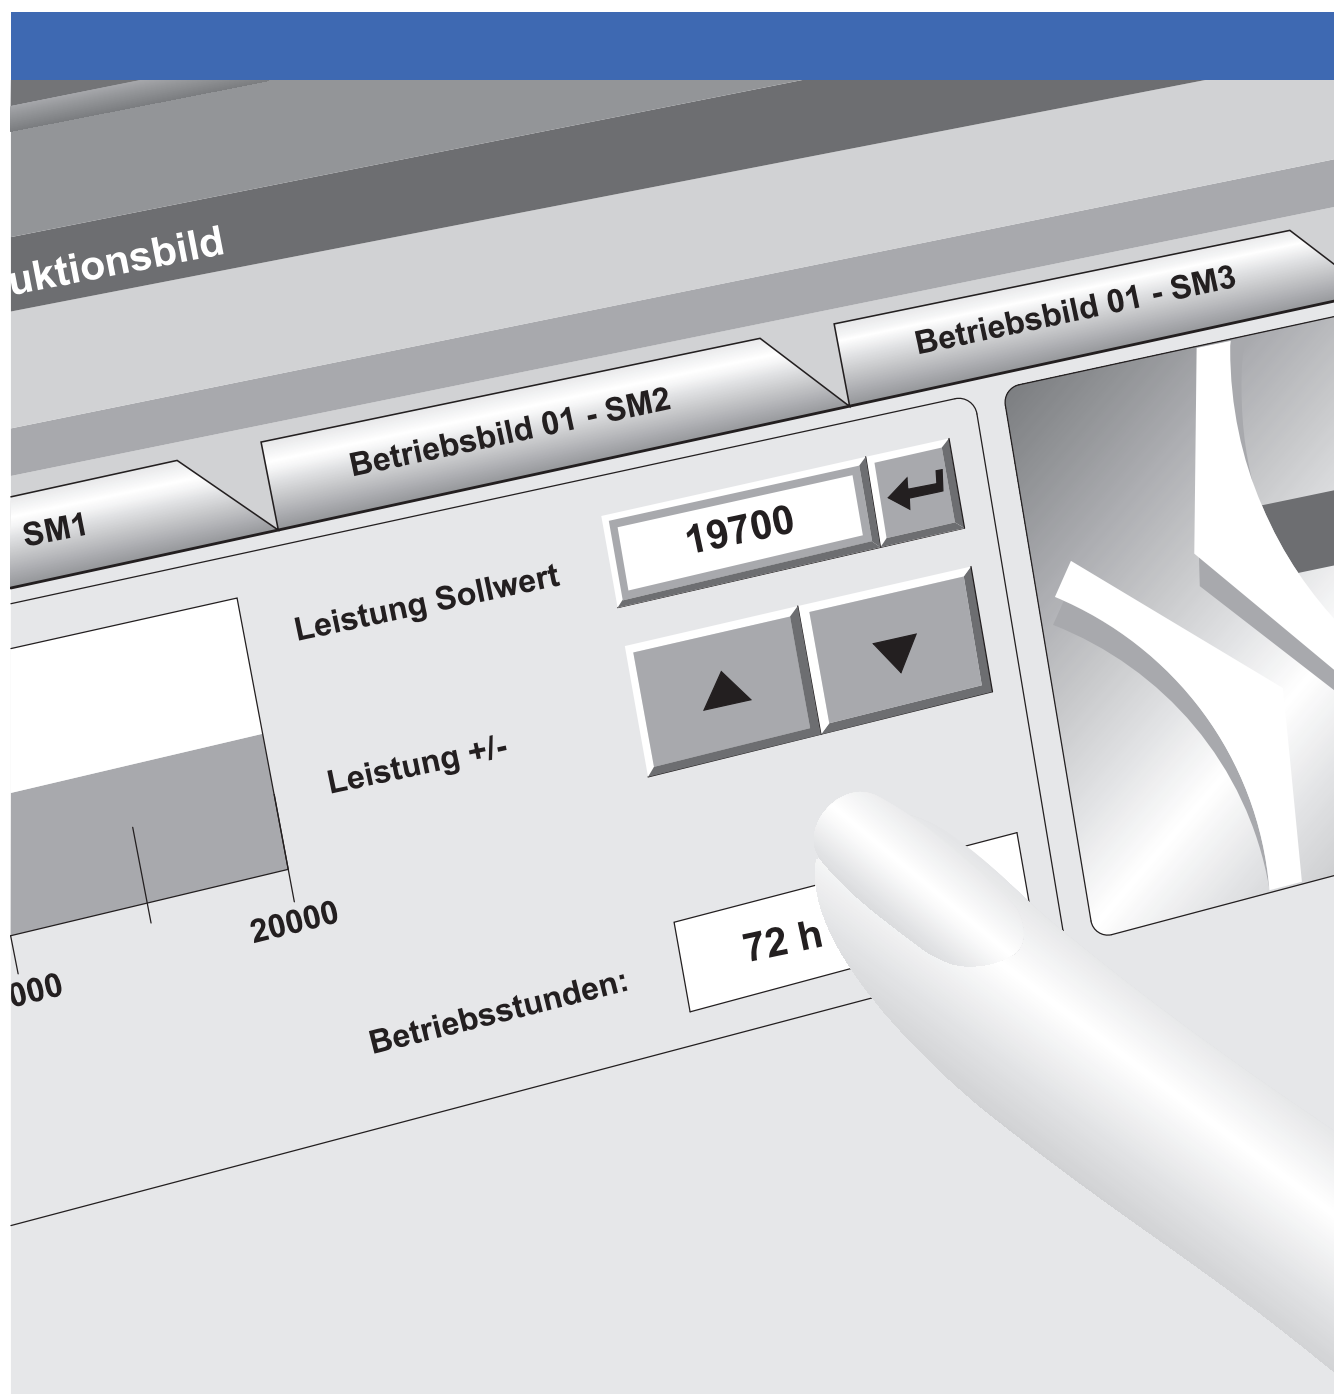 uktionsbild
Betriebsbild 01 - SM3
Betriebsbild 01 - SM2
SM1
19700
Leistung Sollwert
Leistung +/-
20000
000
72 h
Betriebsstunden: